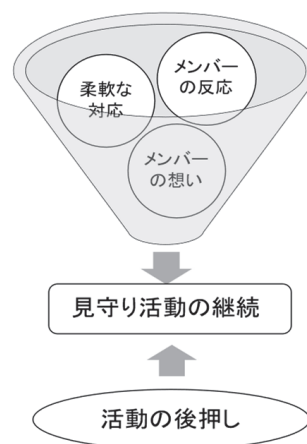 柔軟な
対応
メンバー
の反応
メンバー
の想い
見守り活動の継続
活動の後押し